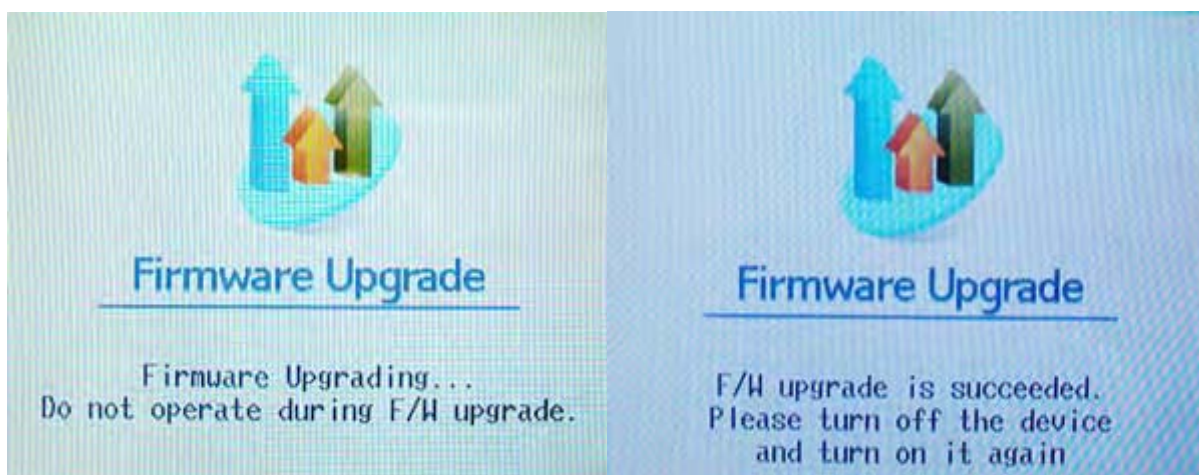 Firmware Upgrade
Firmware Upgrading...
Do not operate during F/W upgrade.
Firmware Upgrade
F/W upgrade is succeeded.
Please turn off the device
and turn on it again